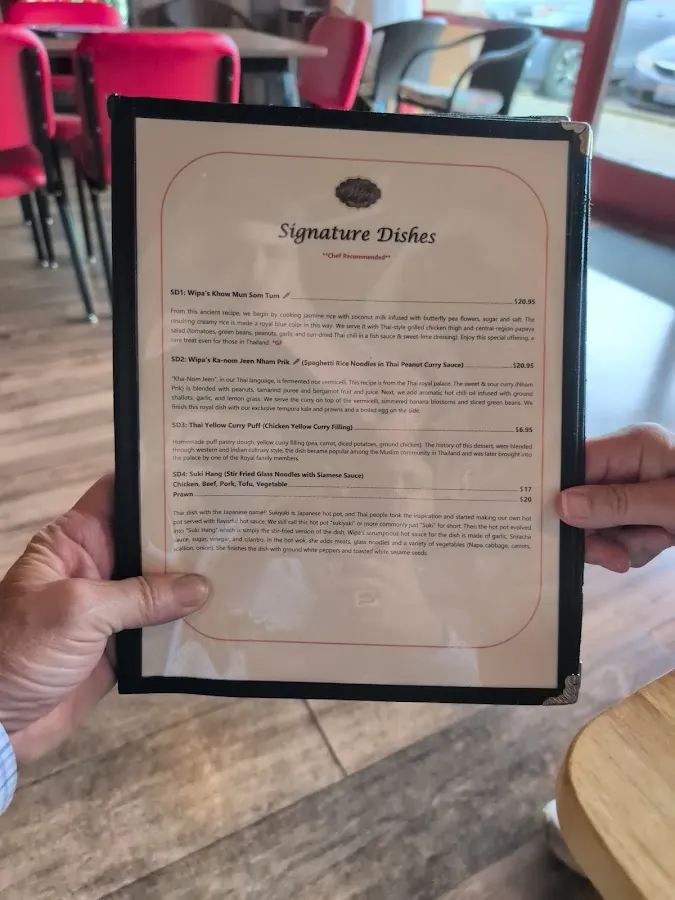 Wipa's
Signature Dishes
**Chef Recommended**
SD1: Wipa's Khow Mun Som Tum $20.95
From this ancient recipe, we begin by cooking jasmine rice with coconut milk infused with butterfly pea flowers, sugar and salt. The
resulting creamy rice is made a royal blue color in this way. We serve it with Thai-style grilled chicken thigh and central-region papaya
salad (tomatoes, green beans, peanuts, garlic and sun-dried Thai chili in a fish sauce & sweet-lime dressing). Enjoy this special offering, a
rare treat even for those in Thailand. *GF
SD2: Wipa's Ka-nom Jeen Nham Prik (Spaghetti Rice Noodles in Thai Peanut Curry Sauce) $20.95
"Kha-Nom Jeen", in our Thai language, is fermented rice vermicelli. This recipe is from the Thai royal palace. The sweet & sour curry (Nham
Prik) is blended with peanuts, tamarind puree and bergamot fruit and juice. Next, we add aromatic hot chili oil infused with ground
shallots, garlic, and lemon grass. We serve the curry on top of the vermicelli, simmered banana blossoms and sliced green beans. We
finish this royal dish with our exclusive tempura kale and prawns and a boiled egg on the side.
SD3: Thai Yellow Curry Puff (Chicken Yellow Curry Filling) $6.95
Homemade puff pastry dough, yellow curry filling (pea, carrot, diced potatoes, ground chicken). The history of this dessert, were blended
through western and Indian culinary style, the dish became popular among the Muslim community in Thailand and was later brought into
the palace by one of the Royal family members.
SD4: Suki Hang (Stir Fried Glass Noodles with Siamese Sauce)
Chicken, Beef, Pork, Tofu, Vegetable $17
Prawn $20
Thai dish with the Japanese name! Sukiyaki is Japanese hot pot, and Thai people took the inspiration and started making our own hot
pot served with flavorful hot sauce. We still call this hot pot "sukiyaki" or more commonly just "Suki" for short. Then the hot pot evolved
into "Suki Hang" which is simply the stir-fried version of the dish. Wipa's scrumptious hot sauce for the dish is made of garlic, Sriracha
sauce, sugar, vinegar, and cilantro. In the hot wok, she adds meats, glass noodles and a variety of vegetables (Napa cabbage, carrots,
scallion, onion). She finishes the dish with ground white peppers and toasted white sesame seeds.